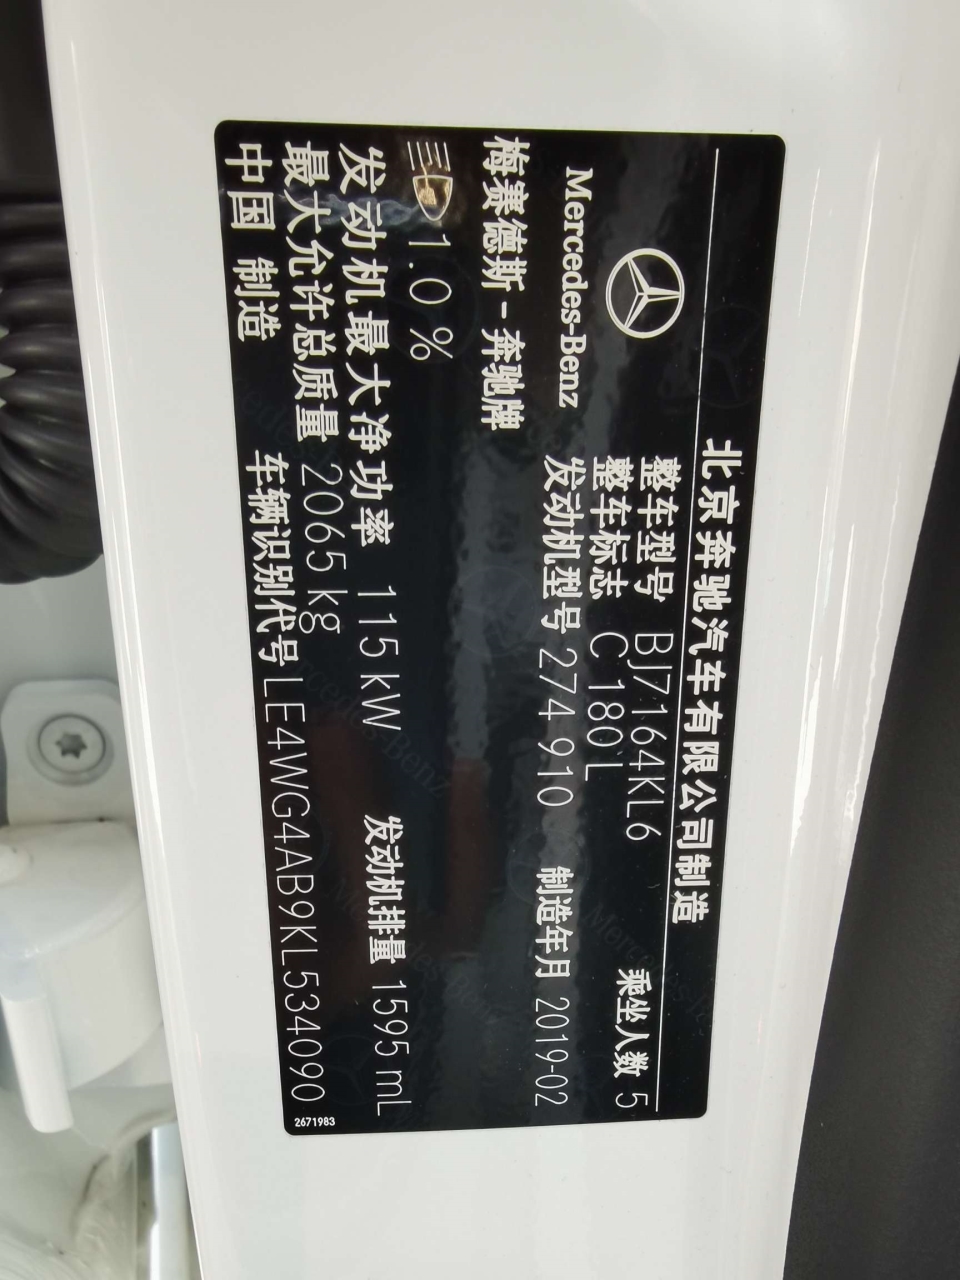 北京奔驰汽车有限公司制造
整车型号 BJ7164KL6 乘坐人数 5
整车标志 C 180 L
Mercedes-Benz
发动机型号 274 910 制造年月 2019-02
梅赛德斯-奔驰牌
1.0 %
发动机最大净功率 115 kW 发动机排量 1595 mL
最大允许总质量 2065 kg
中国 制造 车辆识别代号 LE4WG4AB9KL534090
2671983